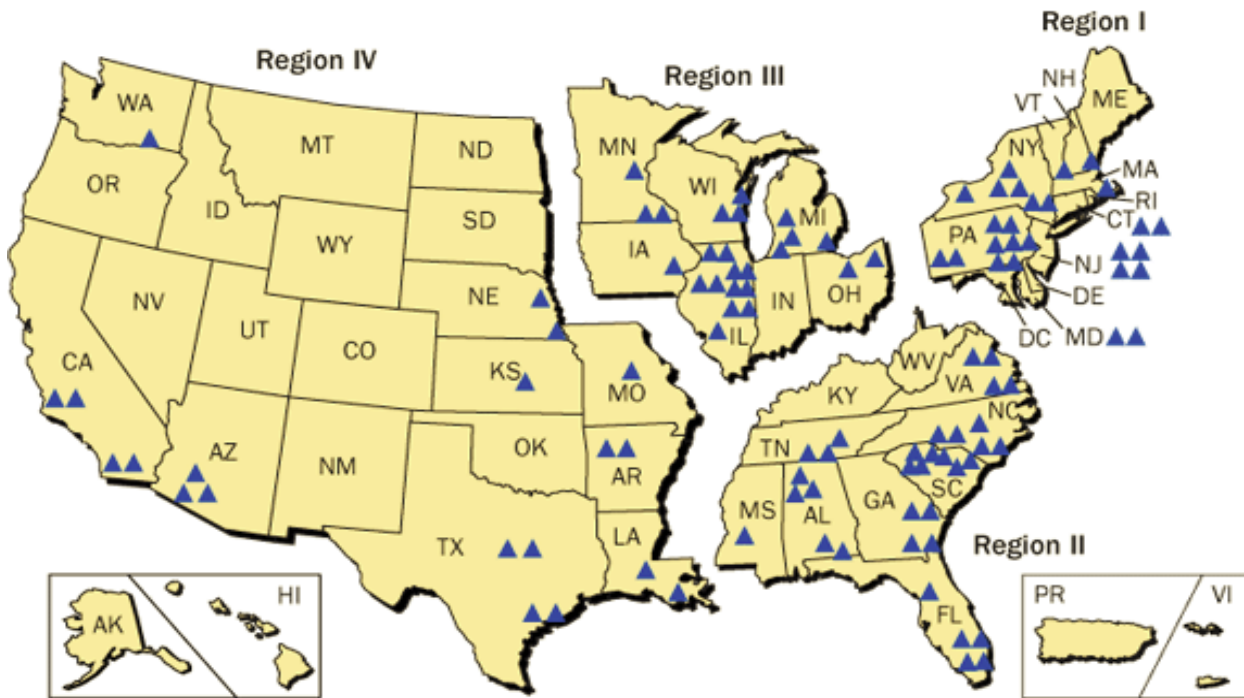 Region I
Region IV
Region III
NH
VT
ME
WA
MT
ND
MN
NY
OR
WI
MA
ID
SD
MI
RI
WY
IA
CT
PA
NV
NE
NJ
UT
OH
IN
DE
CA
CO
IL
DC
MD
KS
WV
MO
VA
KY
NC
OK
TN
AZ
NM
AR
SC
MS
AL
GA
TX
LA
Region II
HI
PR
VI
AK
FL